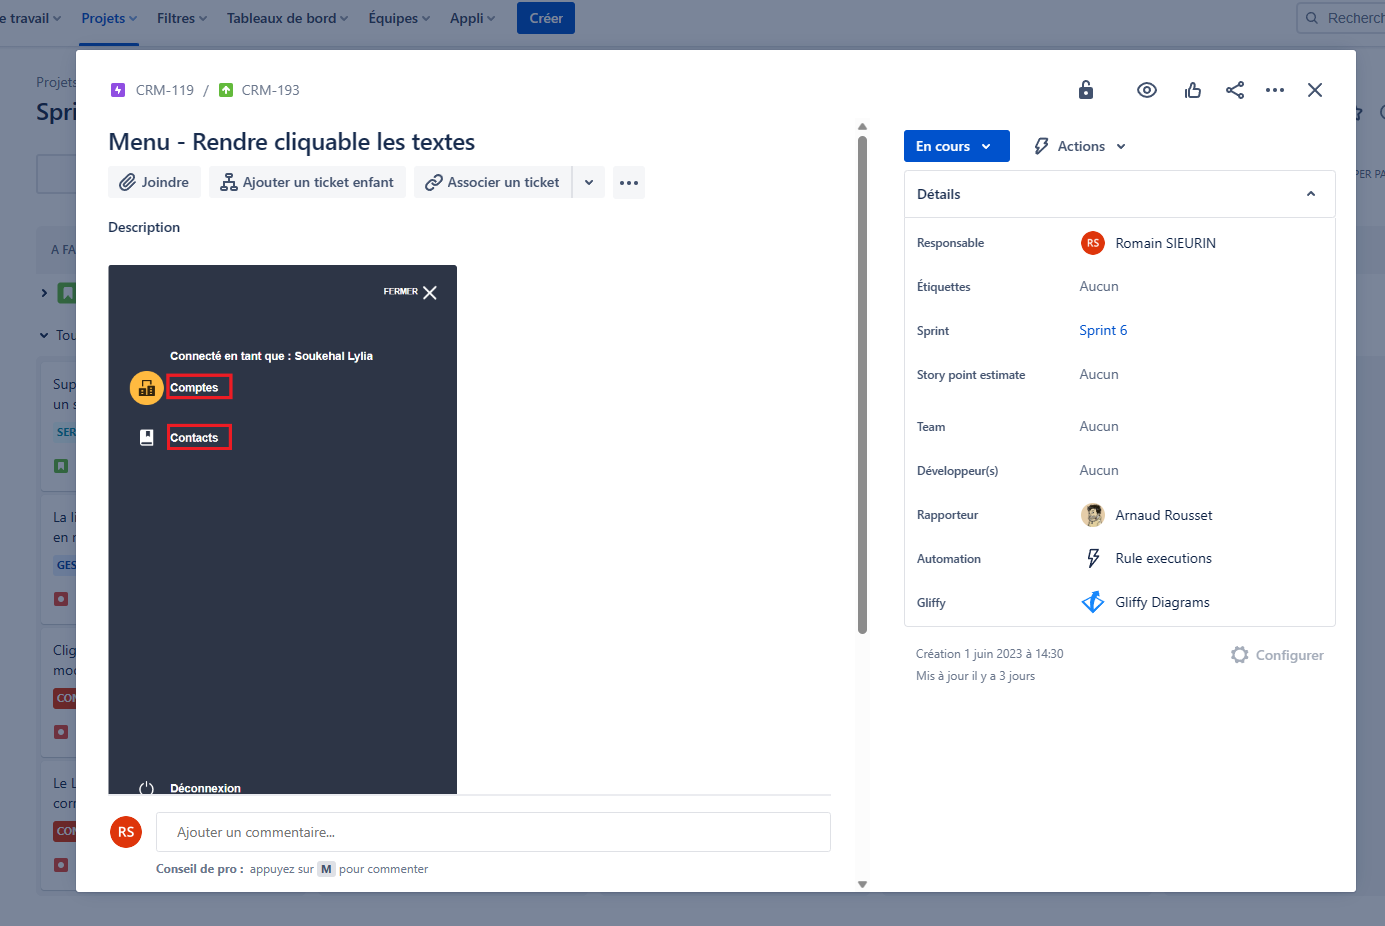 e travail
Projets
Filtres
Tableaux de bord
Équipes
Appli
Créer
Recherch
Projets
Spri
PER PA
A FA
Tou
Sup
un s
SER
La li
en r
GES
Cliq
moc
CON
Le L
corr
CON
CRM-119 / CRM-193
Menu - Rendre cliquable les textes
Joindre
Ajouter un ticket enfant
Associer un ticket
Description
FERMER
Connecté en tant que : Soukehal Lylia
Comptes
Contacts
Déconnexion
RS
Ajouter un commentaire...
Conseil de pro : appuyez sur M pour commenter
En cours
Actions
Détails
Responsable
RS Romain SIEURIN
Étiquettes
Aucun
Sprint
Sprint 6
Story point estimate
Aucun
Team
Aucun
Développeur(s)
Aucun
Rapporteur
Arnaud Rousset
Automation
Rule executions
Gliffy
Gliffy Diagrams
Création 1 juin 2023 à 14:30
Mis à jour il y a 3 jours
Configurer